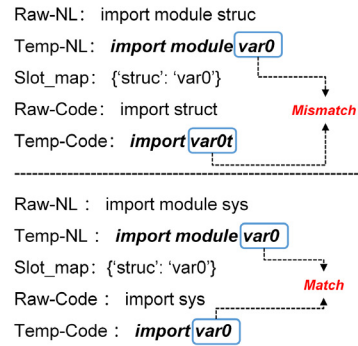 Raw-NL: import module struc
Temp-NL: import module var0
Slot_map: {‘struc’: ‘var0’}
Raw-Code: import struct
Mismatch
Temp-Code: import var0t
Raw-NL : import module sys
Temp-NL : import module var0
Slot_map: {‘struc’: ‘var0’}
Match
Raw-Code : import sys
Temp-Code : import var0